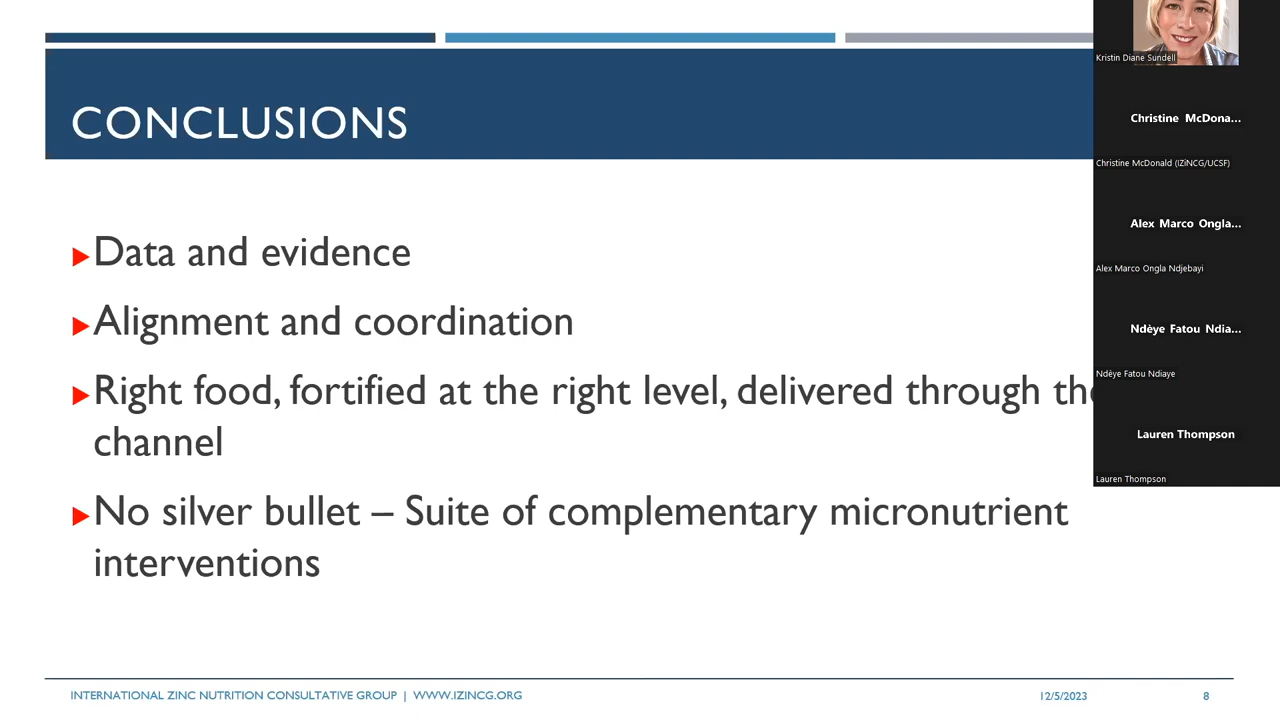 CONCLUSIONS
Data and evidence
Alignment and coordination
Right food, fortified at the right level, delivered through
channel
No silver bullet – Suite of complementary micronutrient
interventions
INTERNATIONAL ZINC NUTRITION CONSULTATIVE GROUP | WWW.IZINCG.ORG
12/5/2023
8
Kristin Diane Sundell
Christine McDona...
Christine McDonald (IZiNCG/UCSF)
Alex Marco Ongla...
Alex Marco Ongla Ndjebayi
Ndèye Fatou Ndia...
Ndèye Fatou Ndiaye
Lauren Thompson
Lauren Thompson